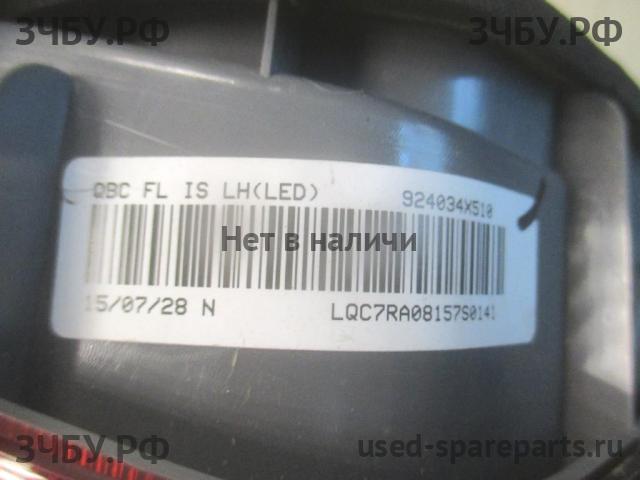 ЗЧБУ.РФ
ЗЧБУ.РФ
QBC FL IS LH(LED)
924034X510
Нет в наличи
15/07/28 N
LQC7RA08157S0141
ЗЧБУ.РФ
used-spareparts.ru